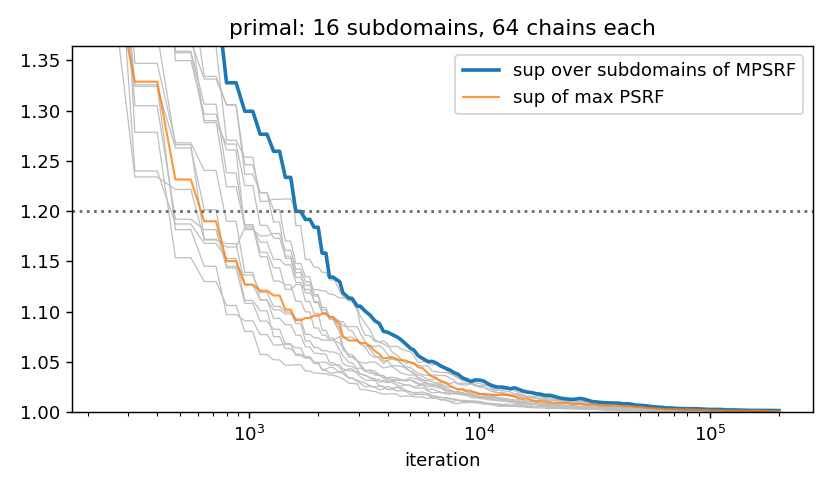 primal: 16 subdomains, 64 chains each
sup over subdomains of MPSRF
sup of max PSRF
1.35
1.30
1.25
1.20
1.15
1.10
1.05
1.00
10³
10⁴
10⁵
iteration